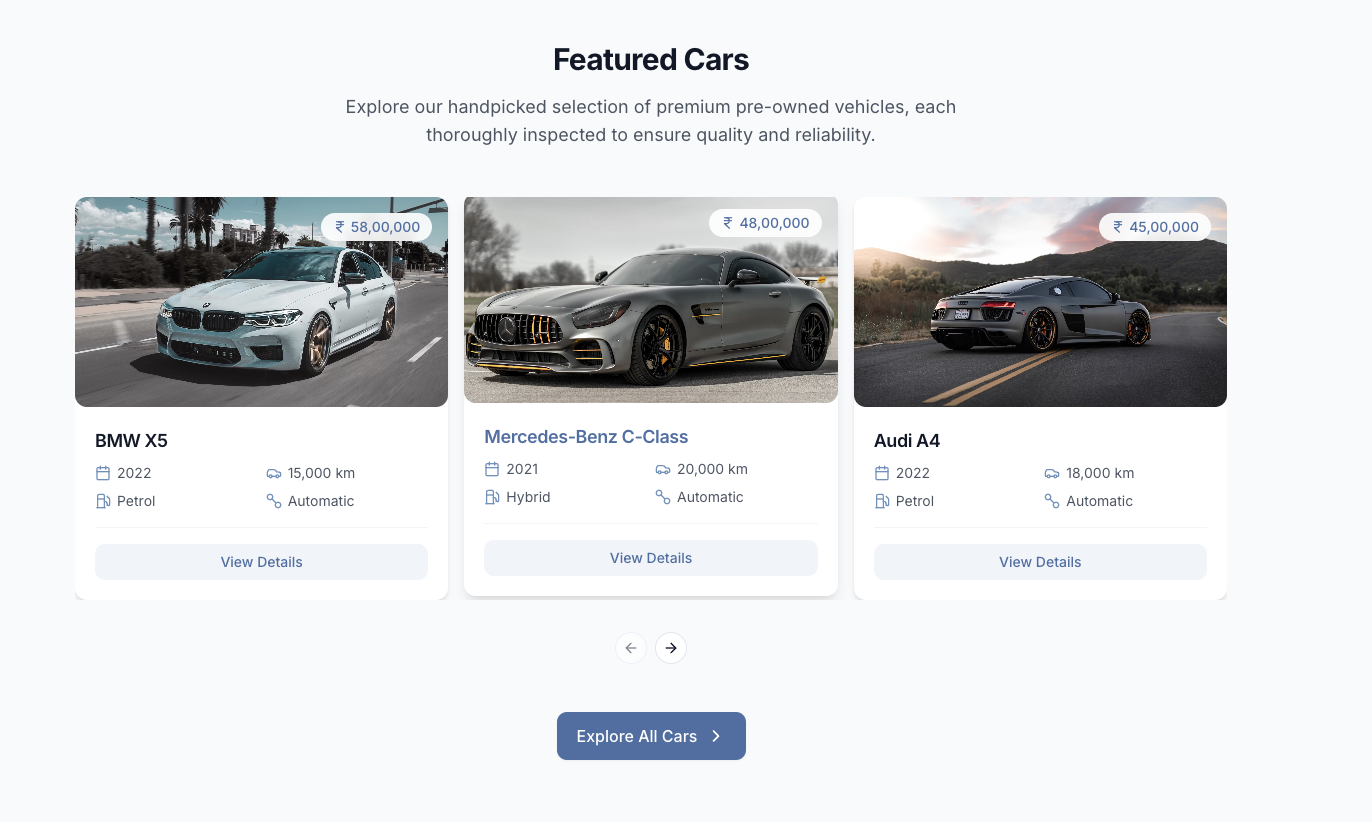 Featured Cars
Explore our handpicked selection of premium pre-owned vehicles, each
thoroughly inspected to ensure quality and reliability.
₹ 58,00,000
BMW X5
2022
15,000 km
Petrol
Automatic
View Details
₹ 48,00,000
Mercedes-Benz C-Class
2021
20,000 km
Hybrid
Automatic
View Details
₹ 45,00,000
Audi A4
2022
18,000 km
Petrol
Automatic
View Details
Explore All Cars